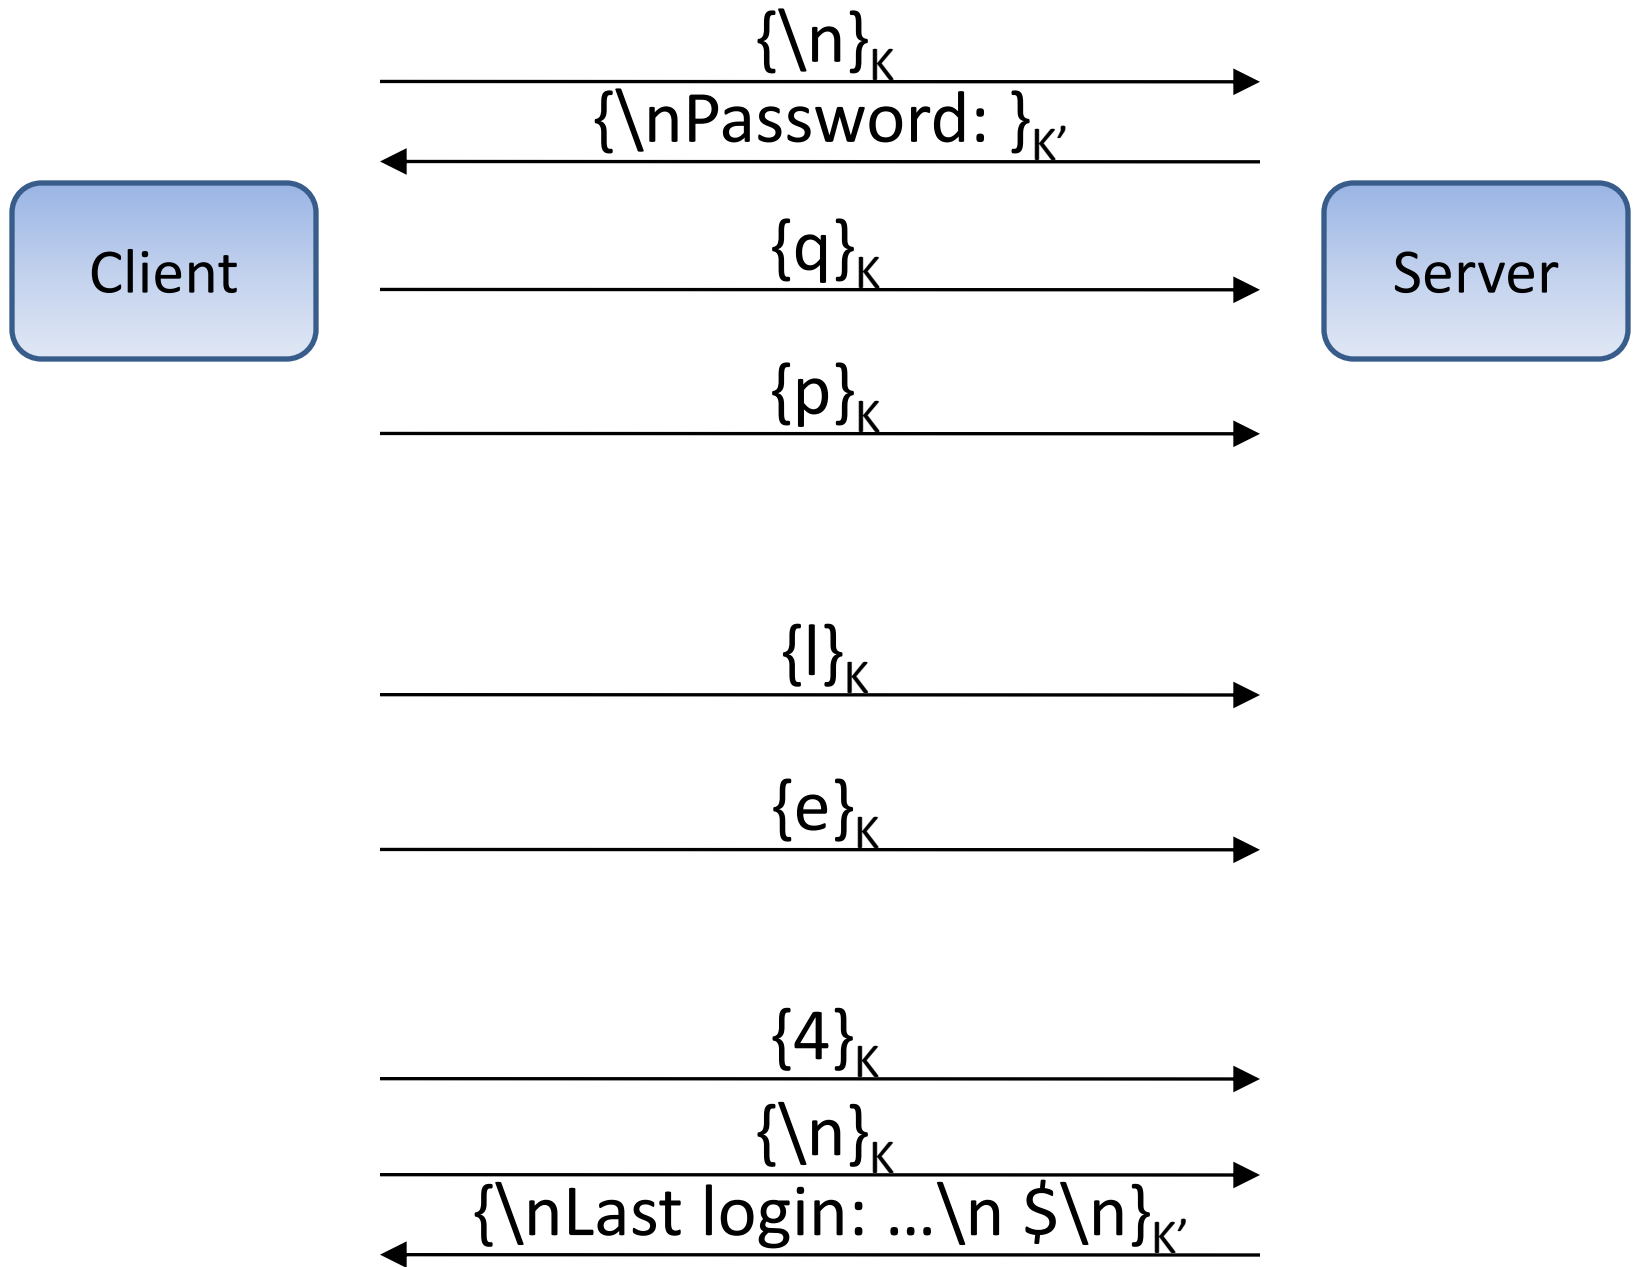 {\n}K
{\nPassword: }K’
Client
{q}K
Server
{p}K
{l}K
{e}K
{4}K
{\n}K
{\nLast login: ...\n $\n}K’